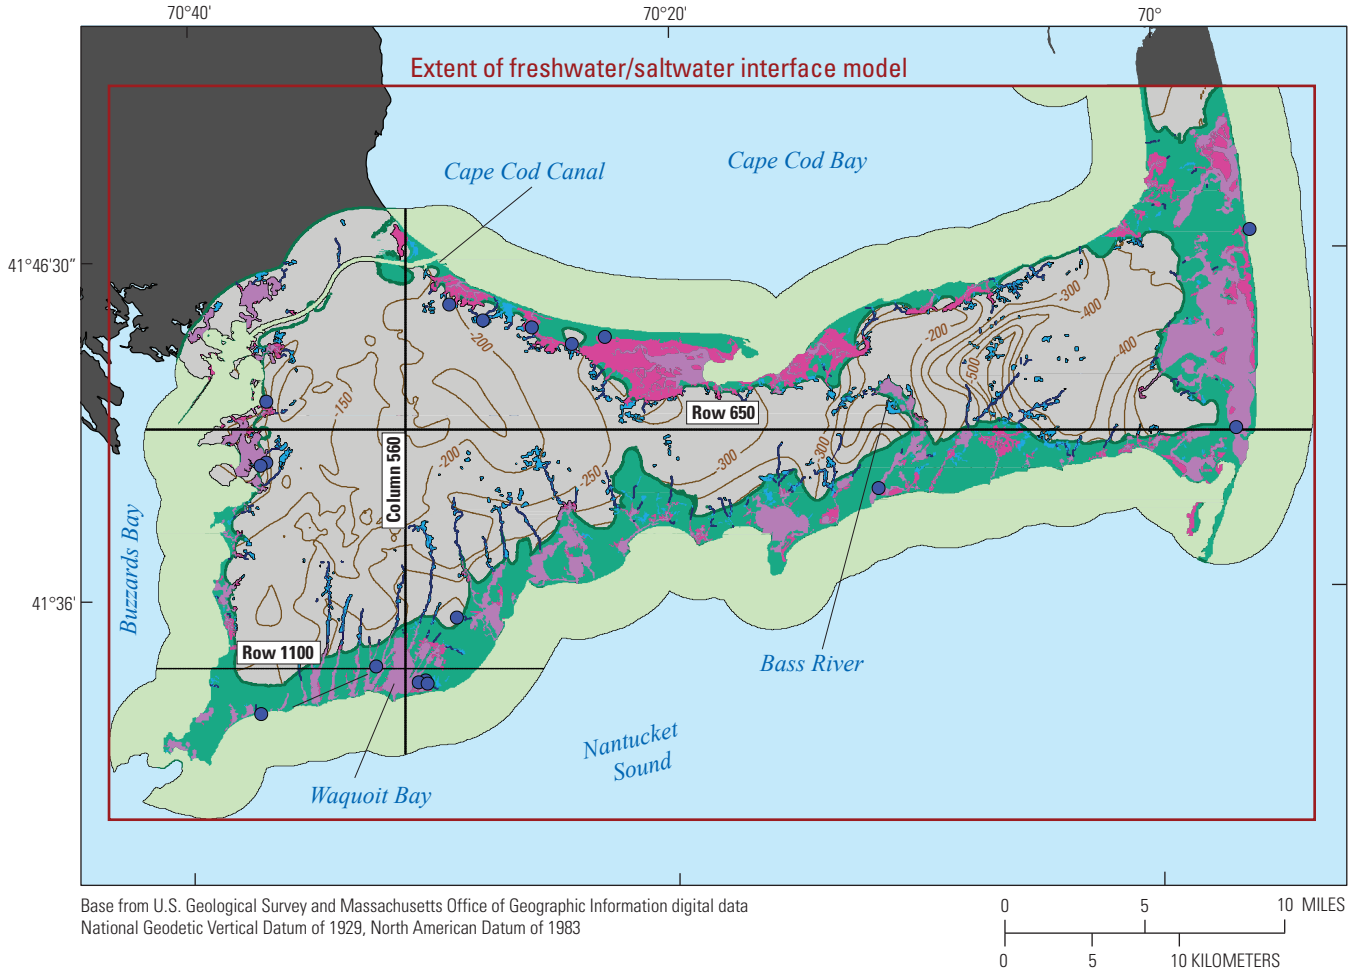 70°40'
70°20'
70°
Extent of freshwater/saltwater interface model
Cape Cod Canal
Cape Cod Bay
41°46'30"
-300
-400
-200
-200
-400
-500
-150
Row 650
Column 560
-200
-300
-300
-250
Buzzards Bay
41°36'
Row 1100
Bass River
Nantucket
Sound
Waquoit Bay
Base from U.S. Geological Survey and Massachusetts Office of Geographic Information digital data
National Geodetic Vertical Datum of 1929, North American Datum of 1983
0 5 10 MILES
0 5 10 KILOMETERS